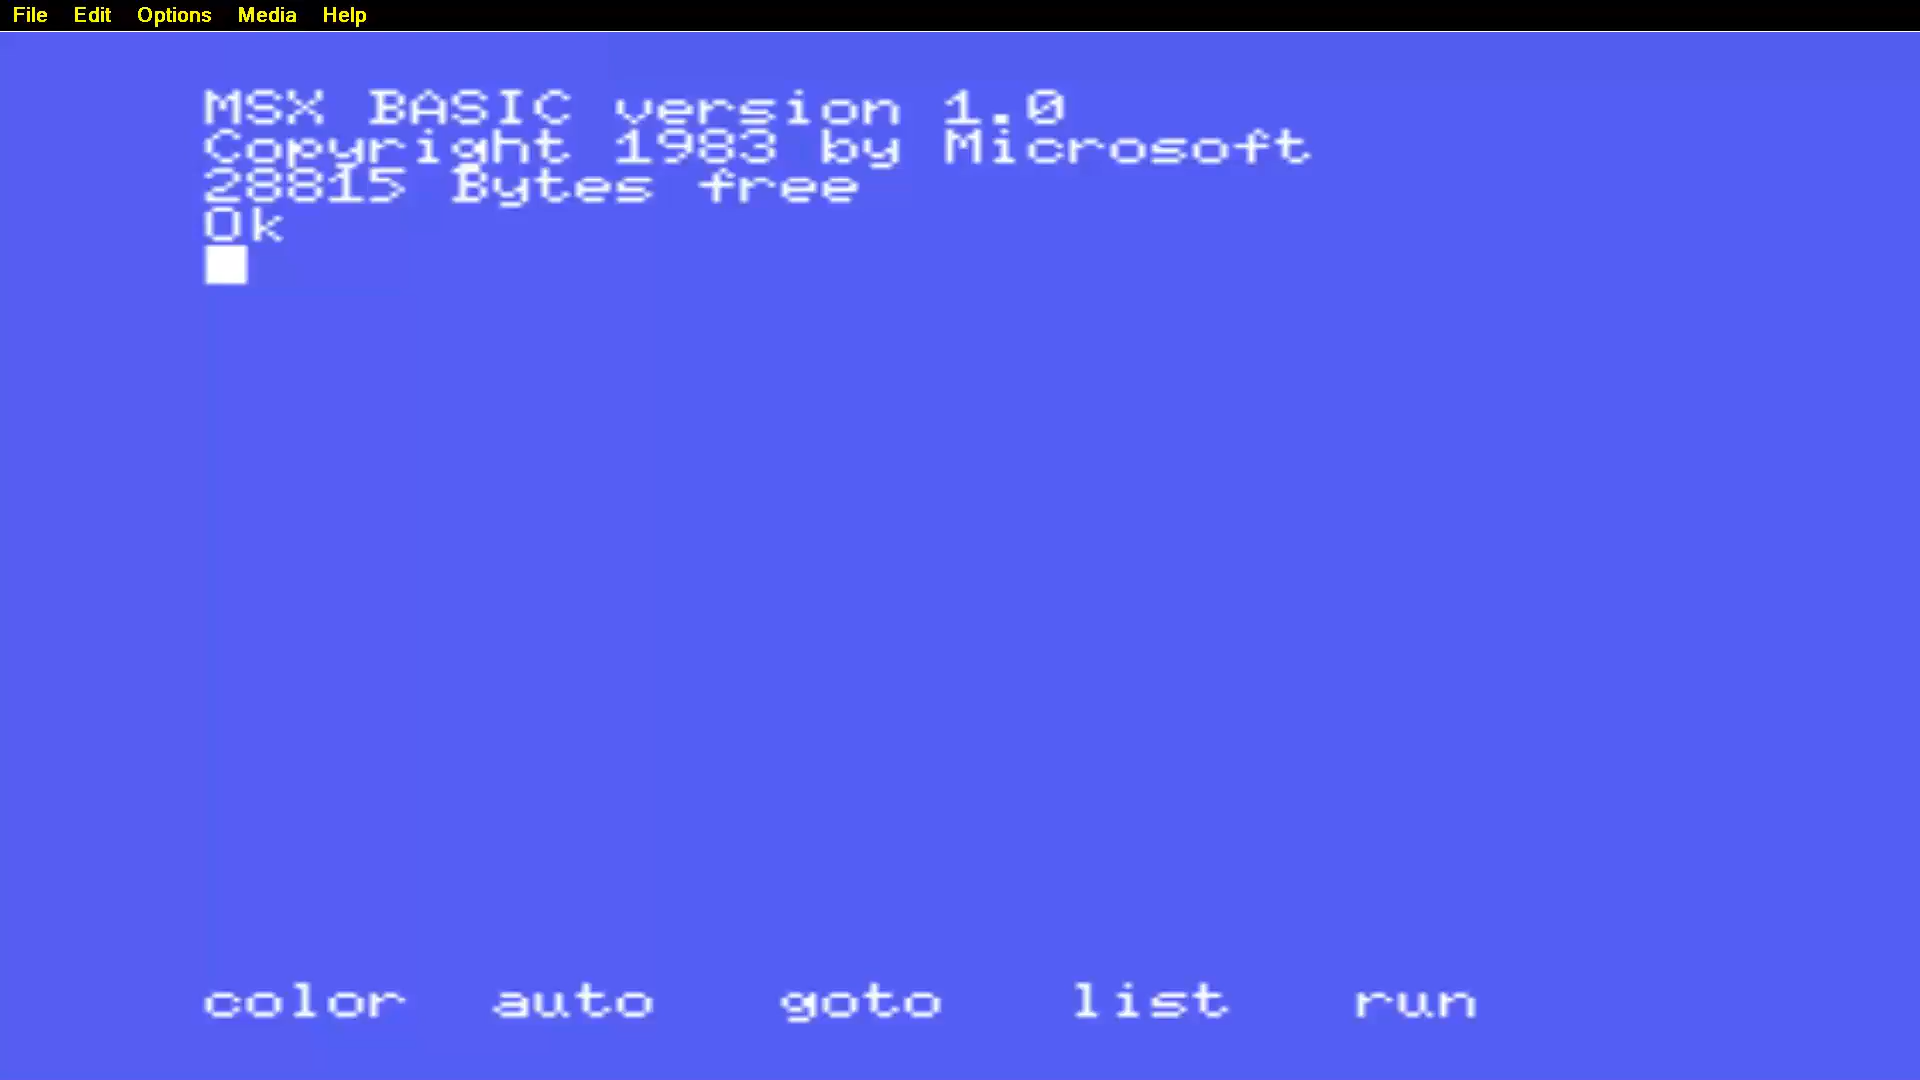 File Edit Options Media Help
MSX BASIC version 1.0
Copyright 1983 by Microsoft
28815 Bytes free
Ok
color auto goto list run